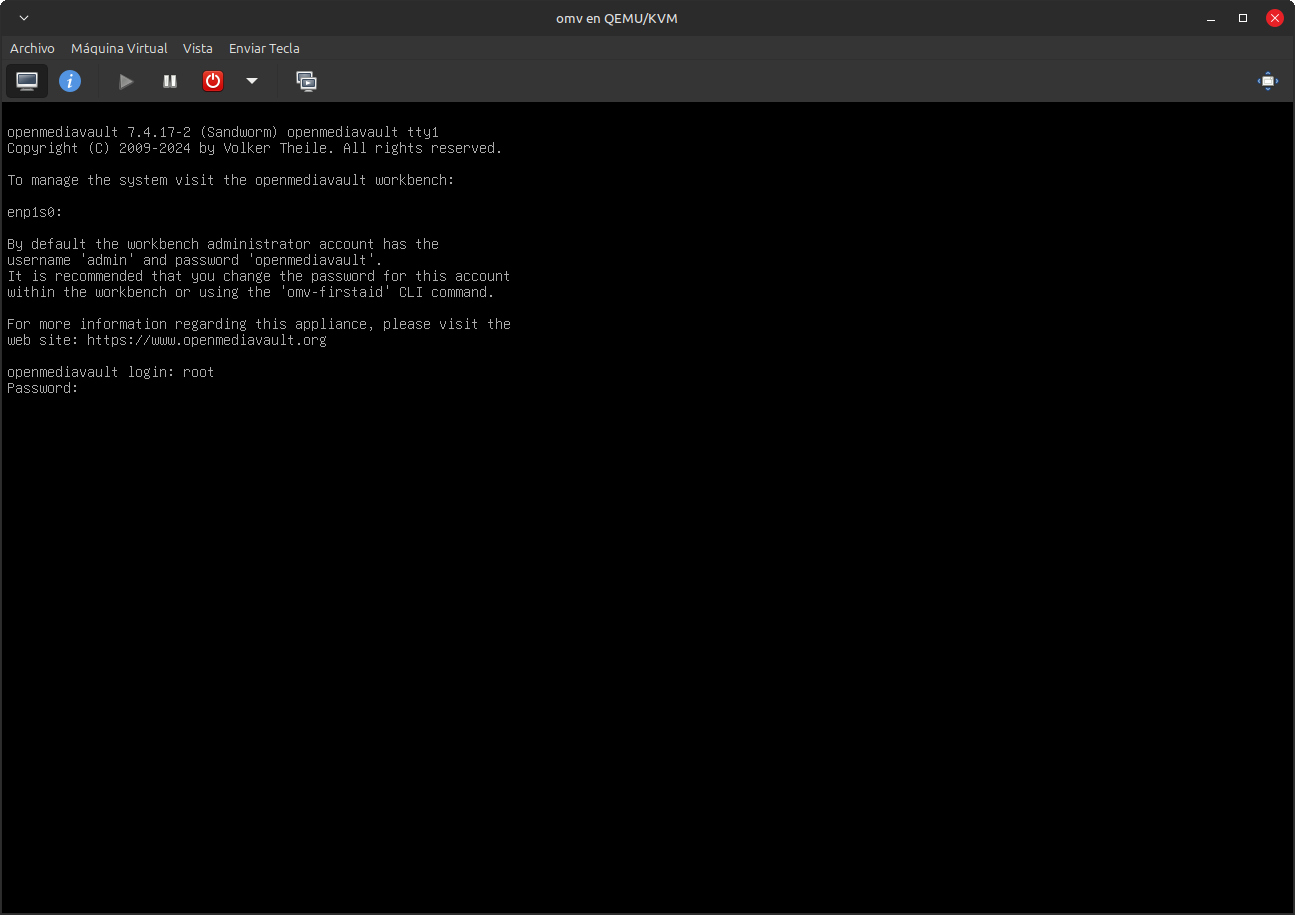 omv en QEMU/KVM
Archivo Máquina Virtual Vista Enviar Tecla
openmediavault 7.4.17-2 (Sandworm) openmediavault tty1
Copyright (C) 2009-2024 by Volker Theile. All rights reserved.
To manage the system visit the openmediavault workbench:
enp1s0:
By default the workbench administrator account has the
username 'admin' and password 'openmediavault'.
It is recommended that you change the password for this account
within the workbench or using the 'omv-firstaid' CLI command.
For more information regarding this appliance, please visit the
web site: https://www.openmediavault.org
openmediavault login: root
Password: